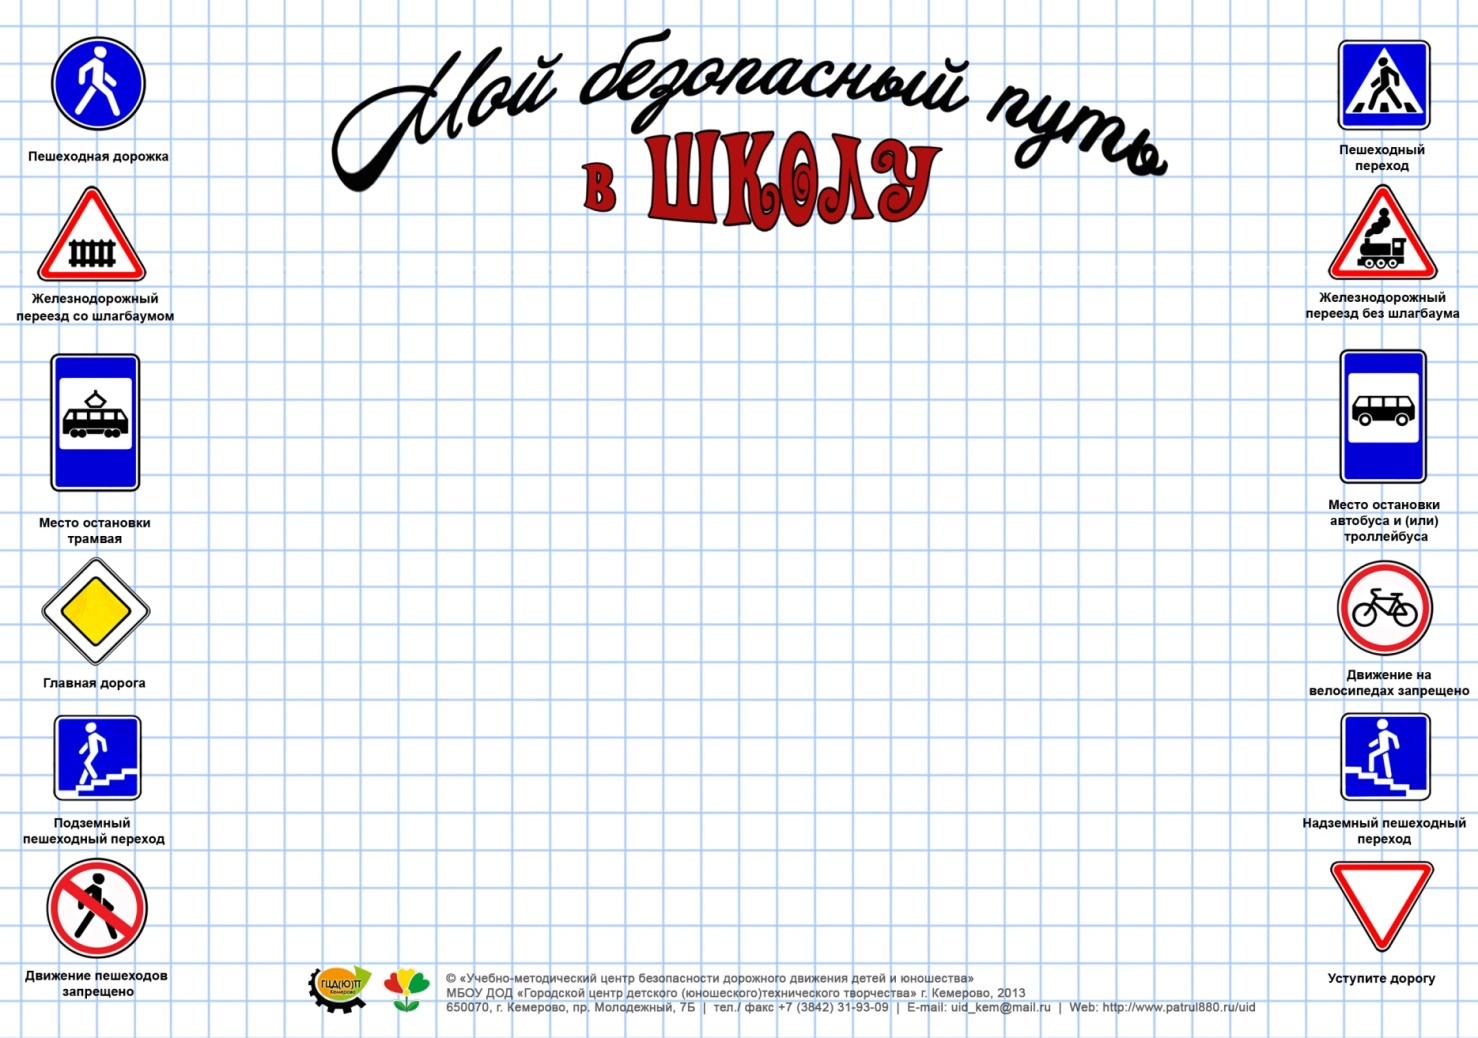 Мой безопасный путь
в ШКОЛУ
Пешеходная дорожка
Железнодорожный
переезд со шлагбаумом
Место остановки
трамвая
Главная дорога
Подземный
пешеходный переход
Движение пешеходов
запрещено
Пешеходный
переход
Железнодорожный
переезд без шлагбаума
Место остановки
автобуса и (или)
троллейбуса
Движение на
велосипедах запрещено
Надземный пешеходный
переход
Уступите дорогу
ГЦД(Ю)ТТ
Кемерово
© «Учебно-методический центр безопасности дорожного движения детей и юношества»
МБОУ ДОД «Городской центр детского (юношеского)технического творчества» г. Кемерово, 2013
650070, г. Кемерово, пр. Молодежный, 7Б | тел./ факс +7 (3842) 31-93-09 | E-mail: uid_kem@mail.ru | Web: http://www.patrul880.ru/uid